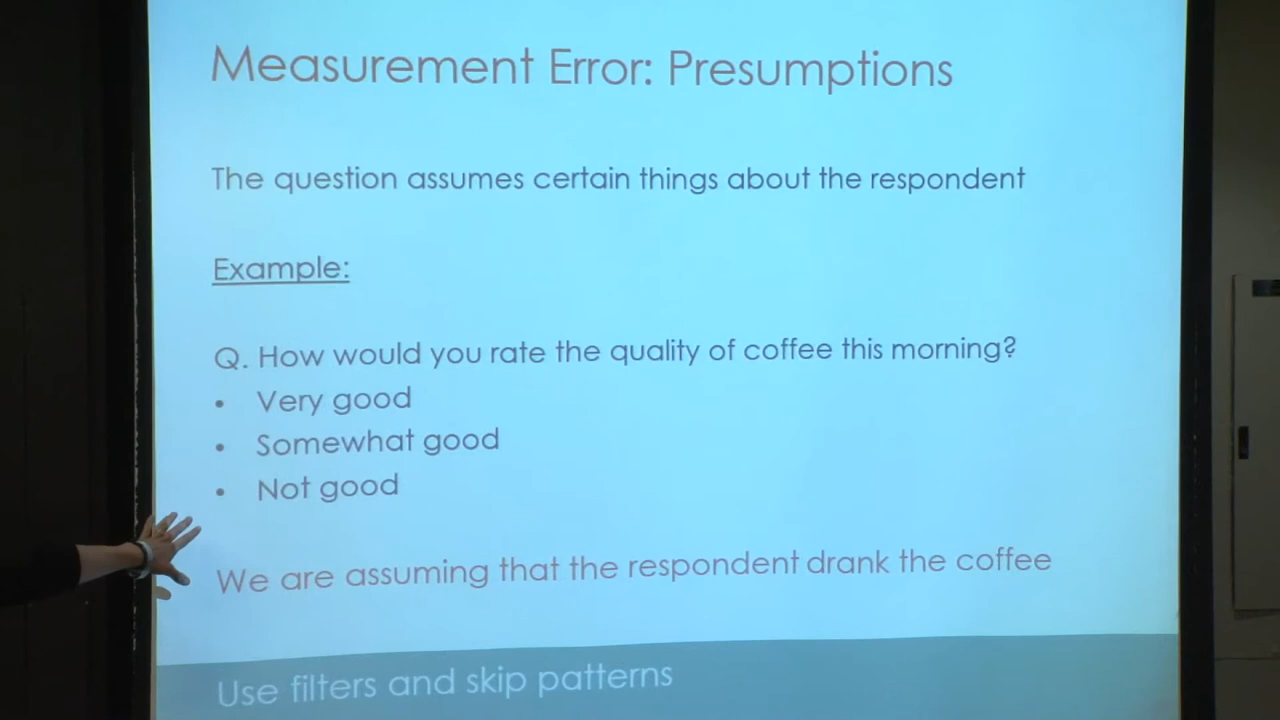 Measurement Error: Presumptions
The question assumes certain things about the respondent
Example:
Q. How would you rate the quality of coffee this morning?
• Very good
• Somewhat good
• Not good
We are assuming that the respondent drank the coffee
Use filters and skip patterns